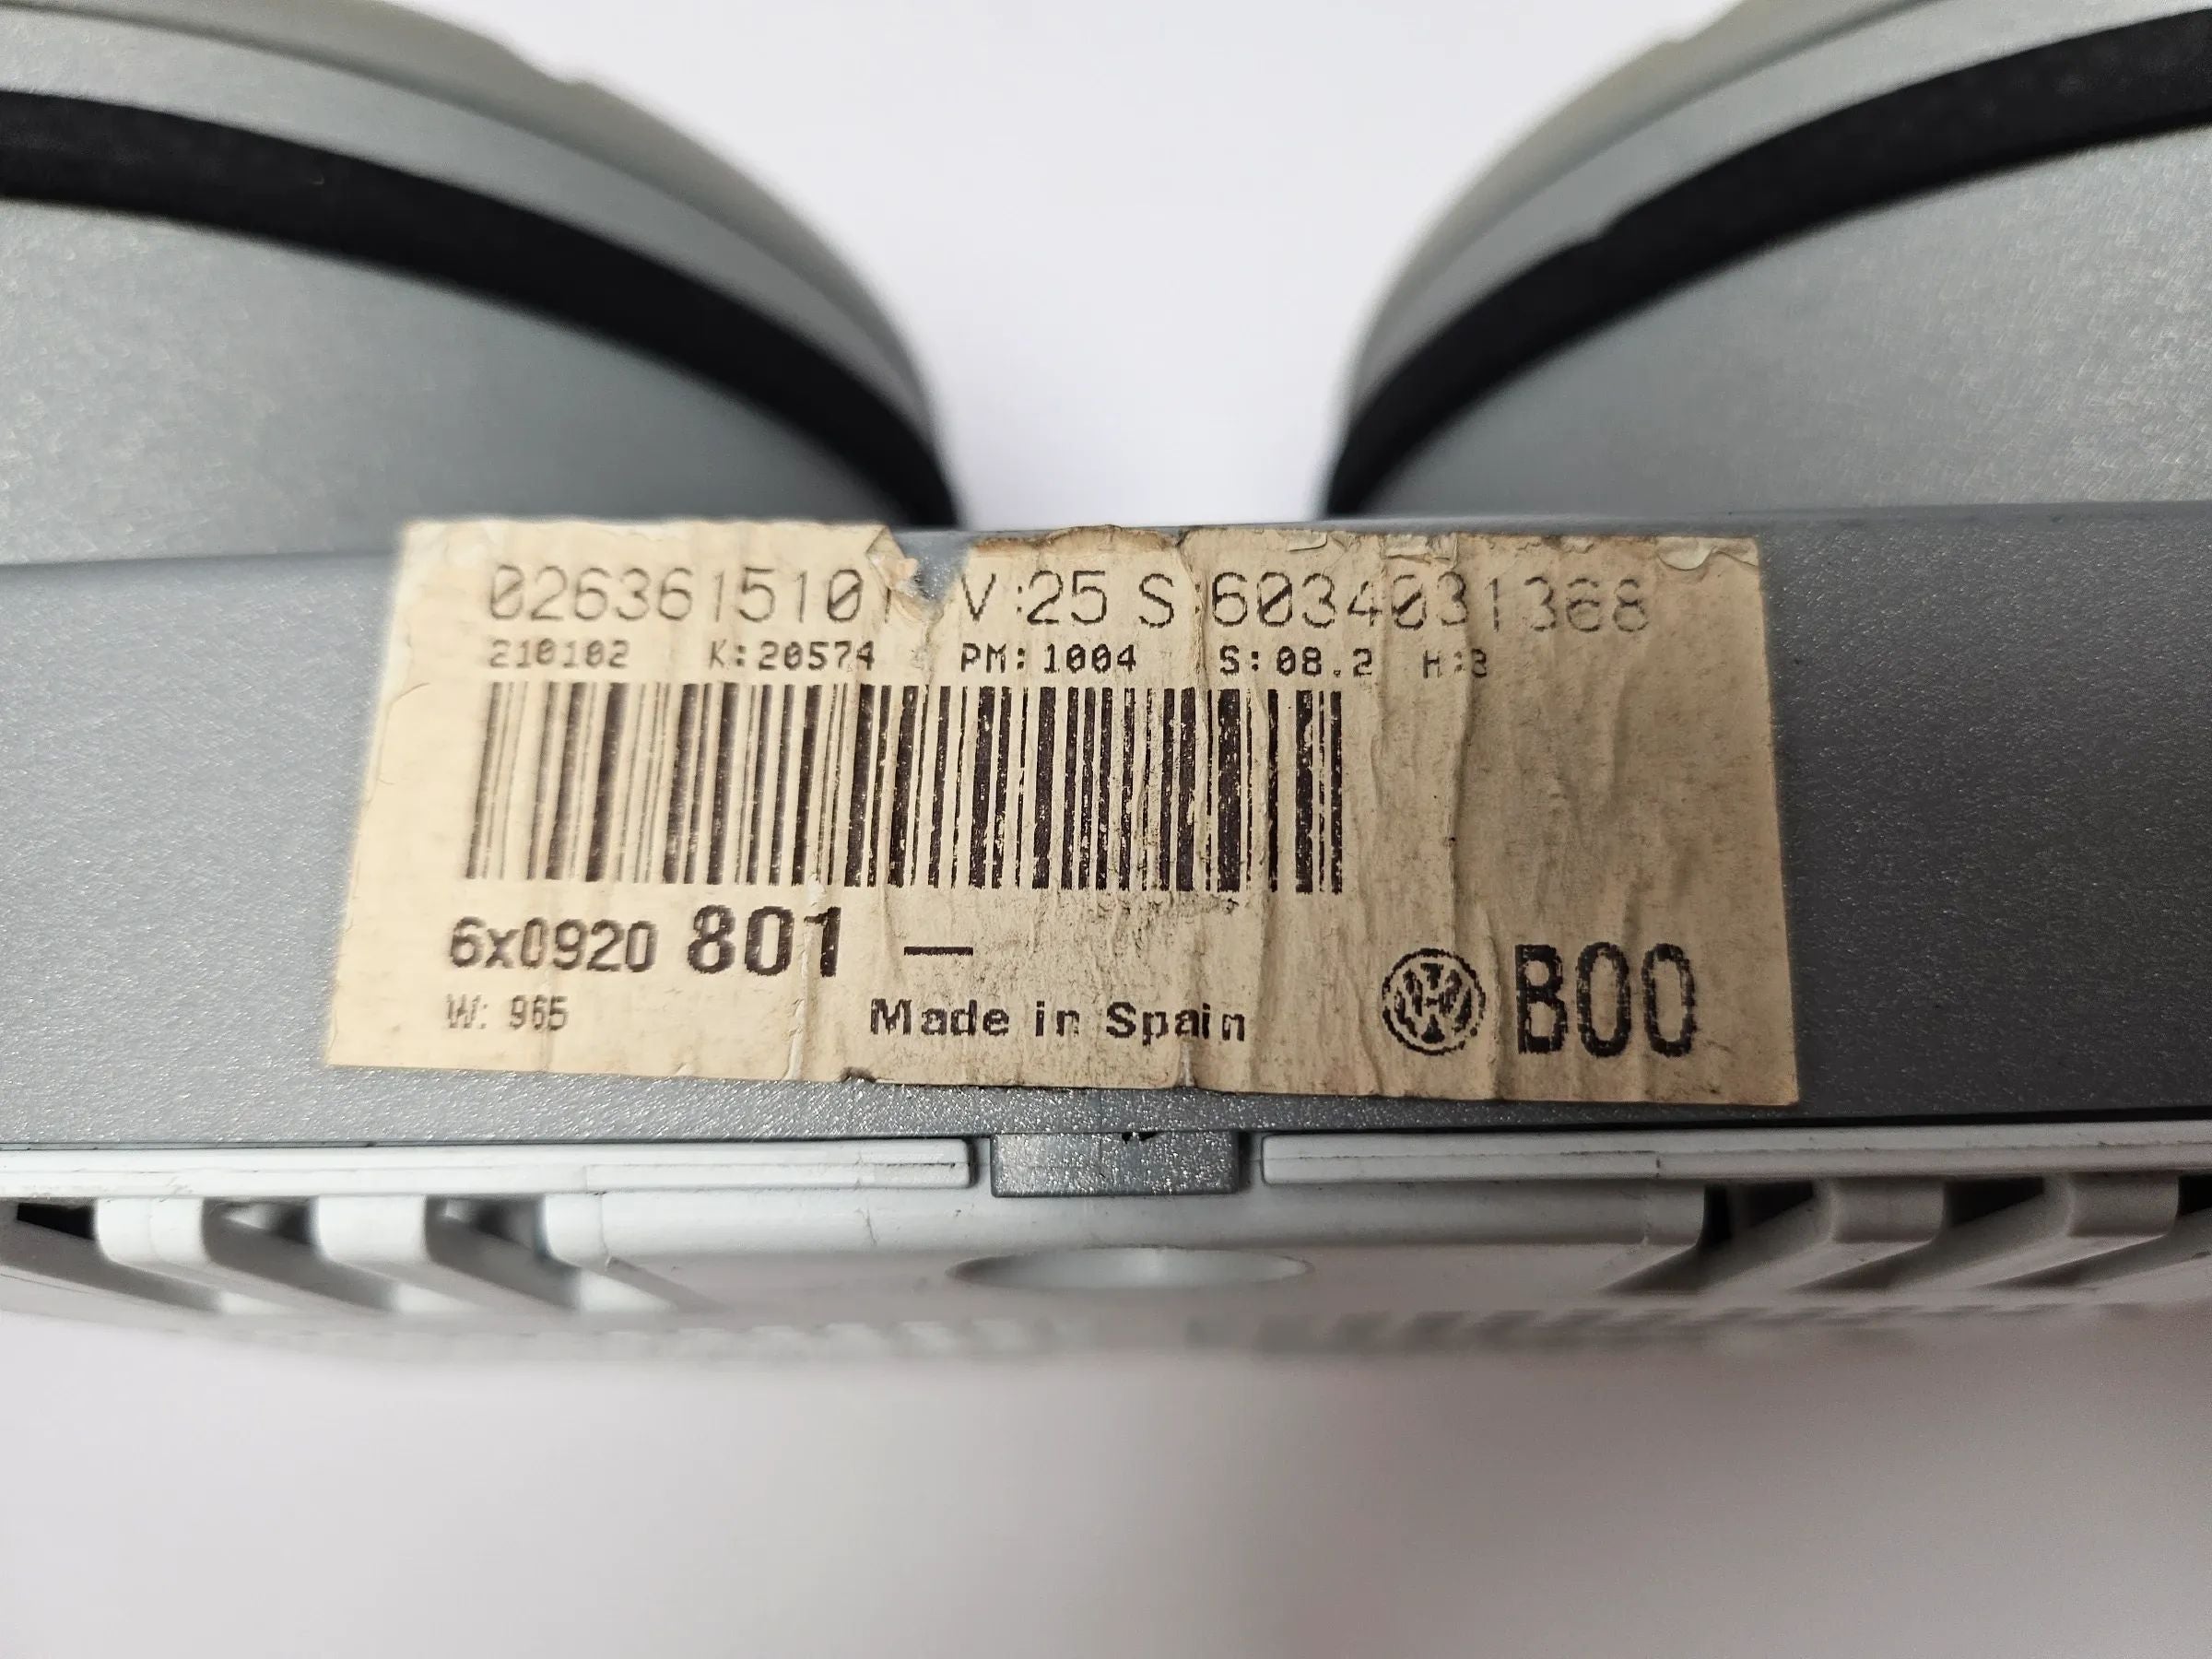 0263615101 V:25 S:6034031368
210102 K:20574 PM:1004 S:08.2 H:3
6x0920 801 —
W: 965 Made in Spain B00